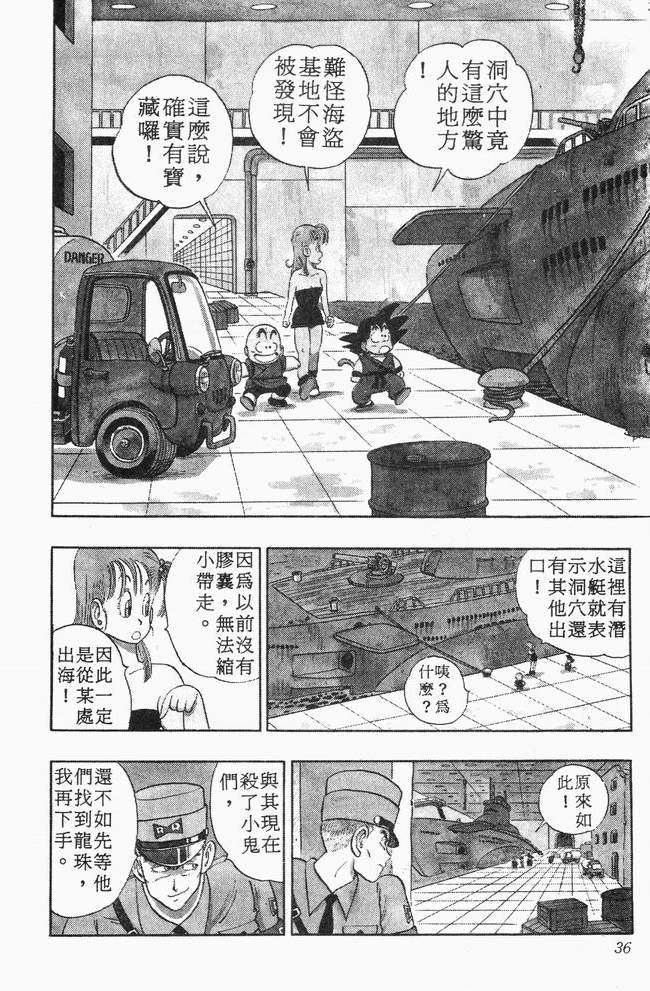 洞穴中竟
有這麼驚
人的地方
！
難怪海盜
基地不會
被發現！
這麼說，
確實有寶
藏囉！
DANGER
這裡有潛
水艇就表
示洞穴還
有其他出
口！
咦？爲
什麼？
因爲以前沒有
膠囊，無法縮
小帶走。
因此一定
是從某處
出海！
原來如
此！
與其現在
殺了小鬼
們，
還不如先等他
們找到龍珠，
我再下手。
36